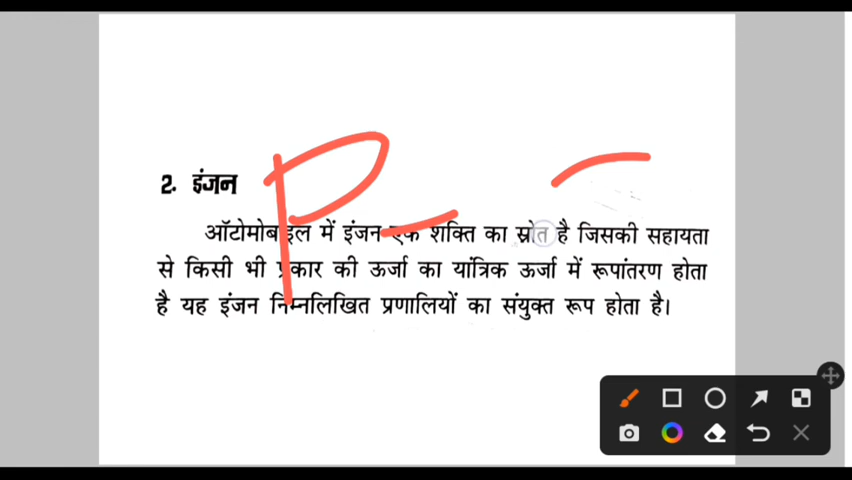 2. इंजन
ऑटोमोबाइल में इंजन एक शक्ति का स्रोत है जिसकी सहायता
से किसी भी प्रकार की ऊर्जा का यांत्रिक ऊर्जा में रूपांतरण होता
है यह इंजन निम्नलिखित प्रणालियों का संयुक्त रूप होता है।
P